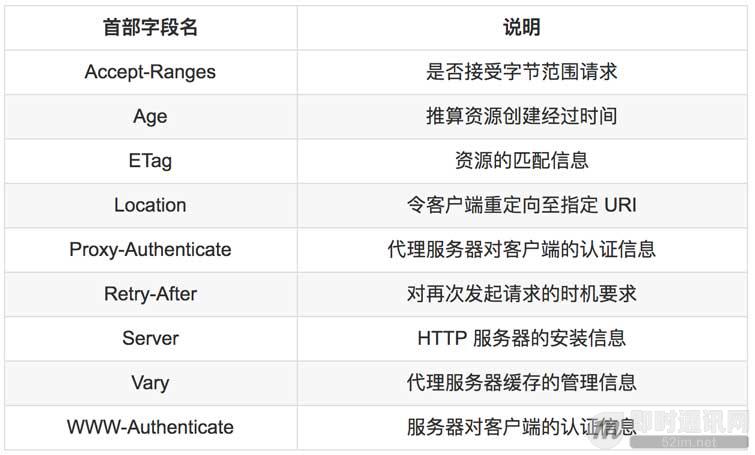 首部字段名 说明
Accept-Ranges 是否接受字节范围请求
Age 推算资源创建经过时间
ETag 资源的匹配信息
Location 令客户端重定向至指定 URI
Proxy-Authenticate 代理服务器对客户端的认证信息
Retry-After 对再次发起请求的时机要求
Server HTTP 服务器的安装信息
Vary 代理服务器缓存的管理信息
WWW-Authenticate 服务器对客户端的认证信息
即时通讯网
52im.net